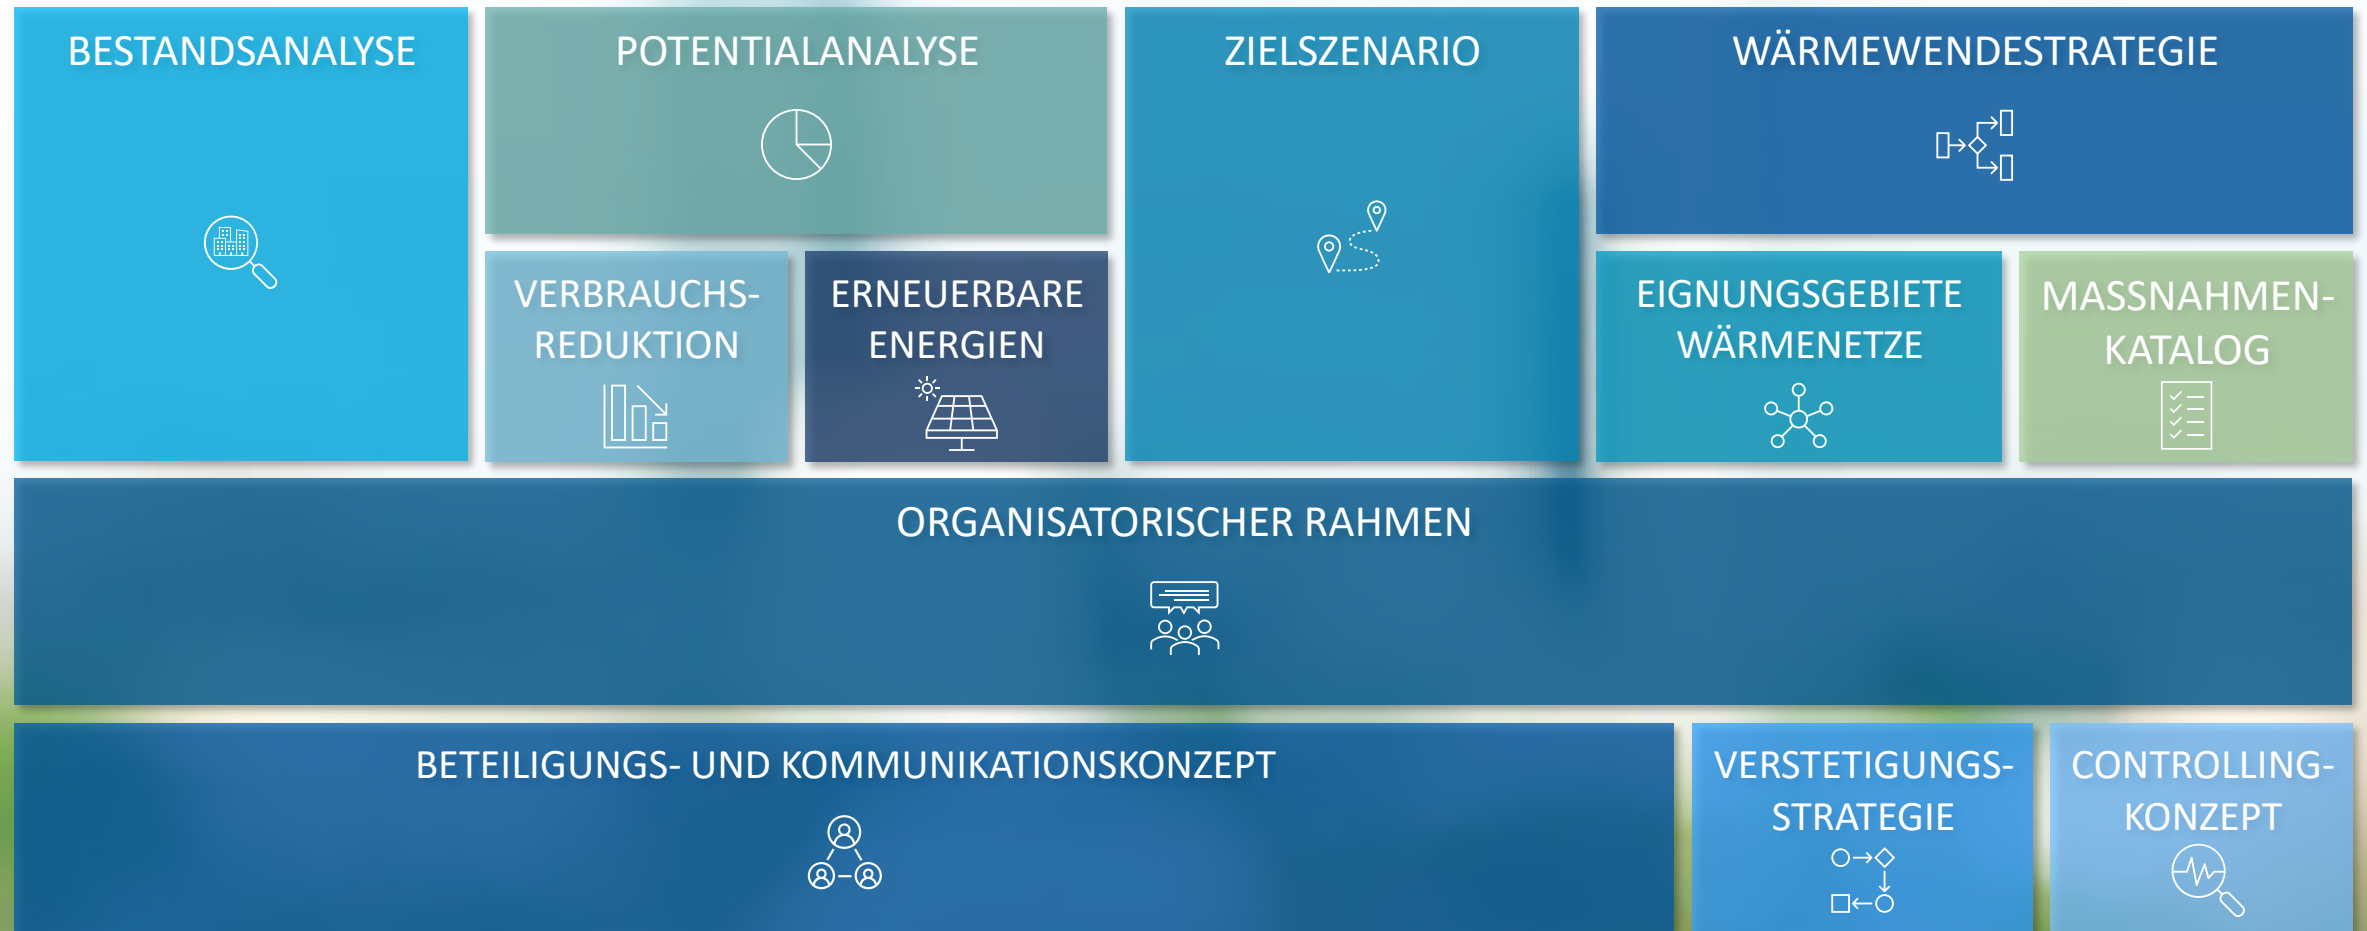 BESTANDSANALYSE
POTENTIALANALYSE
ZIELSZENARIO
WÄRMEWENDESTRATEGIE
VERBRAUCHS-
REDUKTION
ERNEUERBARE
ENERGIEN
EIGNUNGSGEBIETE
WÄRMENETZE
MASSNAHMEN-
KATALOG
ORGANISATORISCHER RAHMEN
BETEILIGUNGS- UND KOMMUNIKATIONSKONZEPT
VERSTETIGUNGS-
STRATEGIE
CONTROLLING-
KONZEPT